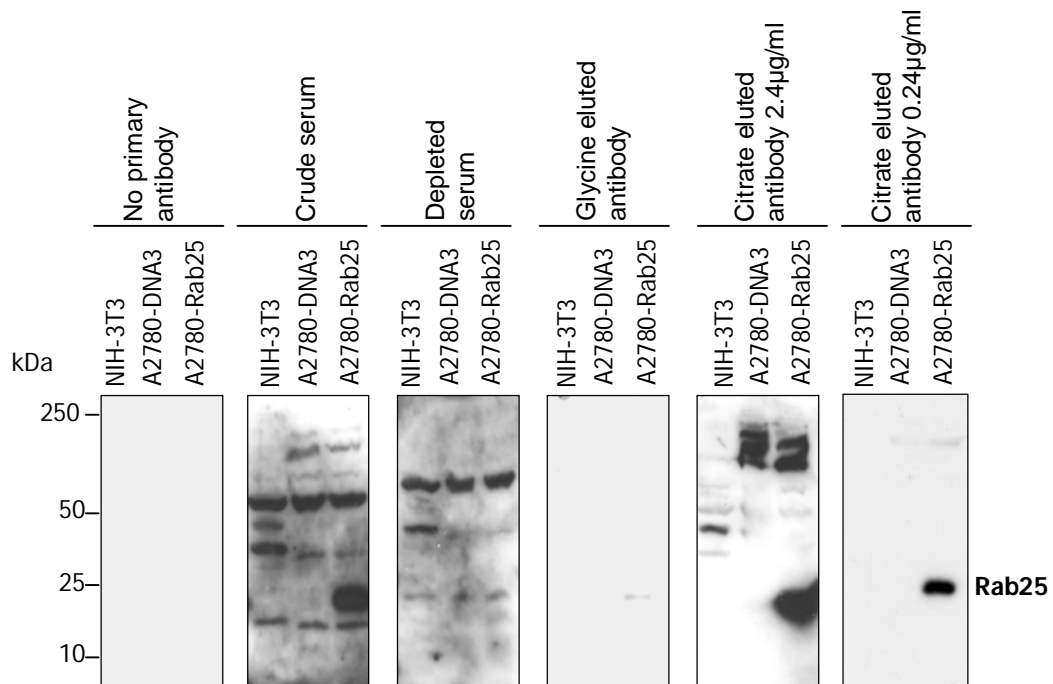 No primary
antibody
Crude serum
Depleted
serum
Glycine eluted
antibody
Citrate eluted
antibody 2.4µg/ml
Citrate eluted
antibody 0.24µg/ml
NIH-3T3
A2780-DNA3
A2780-Rab25
NIH-3T3
A2780-DNA3
A2780-Rab25
NIH-3T3
A2780-DNA3
A2780-Rab25
NIH-3T3
A2780-DNA3
A2780-Rab25
NIH-3T3
A2780-DNA3
A2780-Rab25
NIH-3T3
A2780-DNA3
A2780-Rab25
kDa
250
50
25
10
Rab25